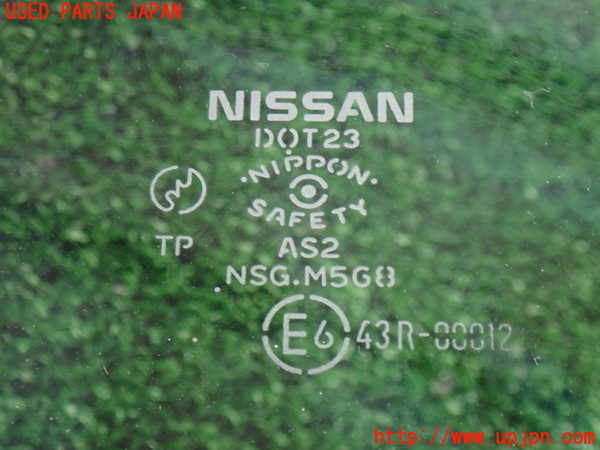 USED PARTS JAPAN
NISSAN
DOT23
·NIPPON·
SAFETY
TP
AS2
NSG.M5G8
E6 43R-00012
http://www.upjpn.com/